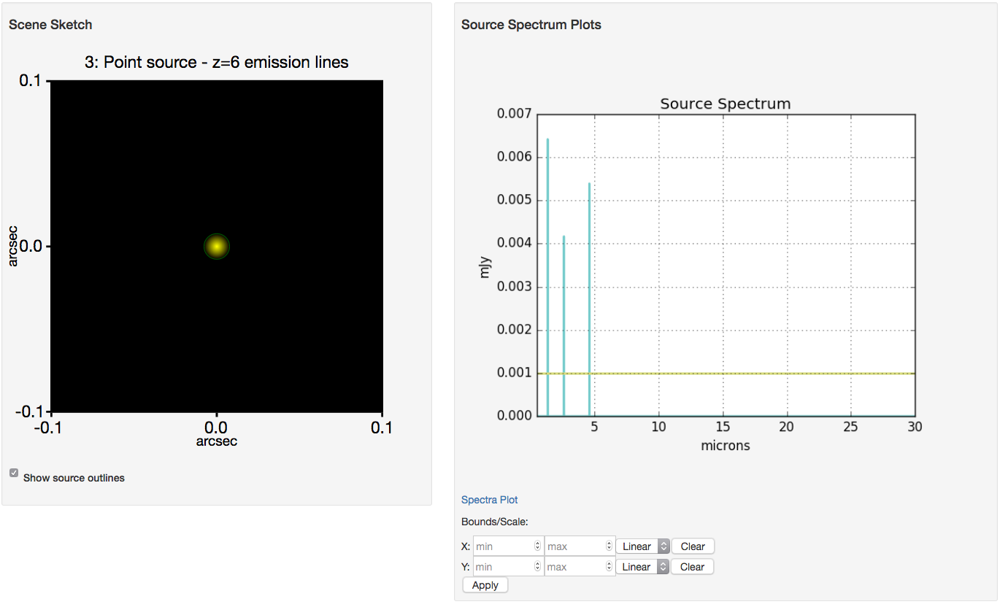 Scene Sketch
3: Point source - z=6 emission lines
0.1
arcsec
0.0
-0.1
-0.1 0.0 0.1
arcsec
Show source outlines
Source Spectrum Plots
Source Spectrum
0.007
0.006
0.005
0.004
mJy
0.003
0.002
0.001
0.000
5 10 15 20 25 30
microns
Spectra Plot
Bounds/Scale:
X: min max Linear Clear
Y: min max Linear Clear
Apply